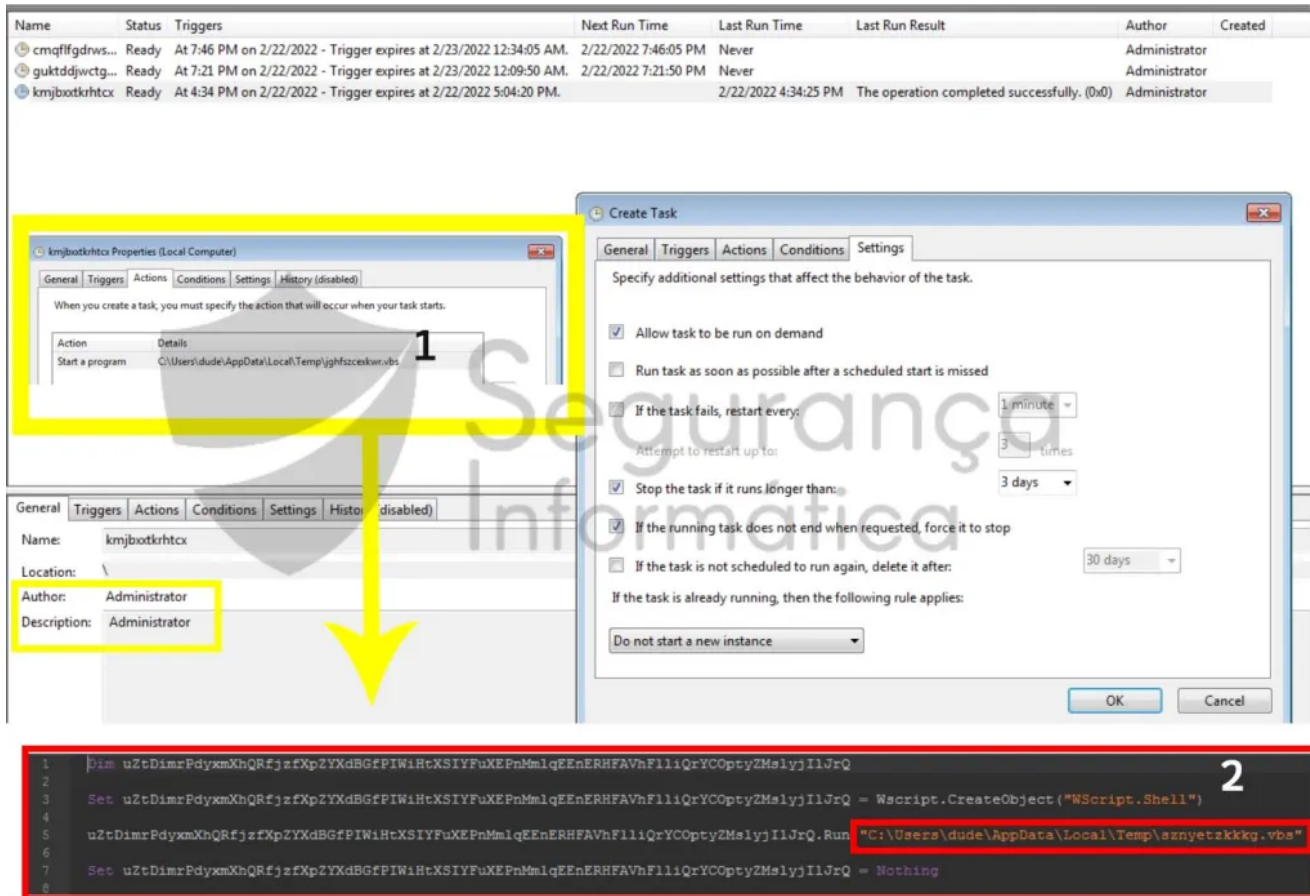 Name Status Triggers Next Run Time Last Run Time Last Run Result Author Created
cmqflfgdrws... Ready At 7:46 PM on 2/22/2022 - Trigger expires at 2/23/2022 12:34:05 AM. 2/22/2022 7:46:05 PM Never Administrator
guktddjwctg... Ready At 7:21 PM on 2/22/2022 - Trigger expires at 2/23/2022 12:09:50 AM. 2/22/2022 7:21:50 PM Never Administrator
kmjbxxtkrhtcx Ready At 4:34 PM on 2/22/2022 - Trigger expires at 2/22/2022 5:04:20 PM. 2/22/2022 4:34:25 PM The operation completed successfully. (0x0) Administrator
kmjbxxtkrhtcx Properties (Local Computer)
General Triggers Actions Conditions Settings History (disabled)
When you create a task, you must specify the action that will occur when your task starts.
Action Details
Start a program C:\Users\dude\AppData\Local\Temp\jghfszcexkwr.vbs
1
Create Task
General Triggers Actions Conditions Settings
Specify additional settings that affect the behavior of the task.
Allow task to be run on demand
Run task as soon as possible after a scheduled start is missed
If the task fails, restart every: 1 minute
Attempt to restart up to: 3 times
Stop the task if it runs longer than: 3 days
If the running task does not end when requested, force it to stop
If the task is not scheduled to run again, delete it after: 30 days
If the task is already running, then the following rule applies:
Do not start a new instance
OK Cancel
Segurança
Informática
General Triggers Actions Conditions Settings Histor disabled)
Name: kmjbxxtkrhtcx
Location: \
Author: Administrator
Description: Administrator
2
1 Dim
2
3 Set = Wscript.CreateObject("WScript.Shell")
4
5 .Run "C:\Users\dude\AppData\Local\Temp\sznyetzkkkg.vbs"
6
7 Set = Nothing
8